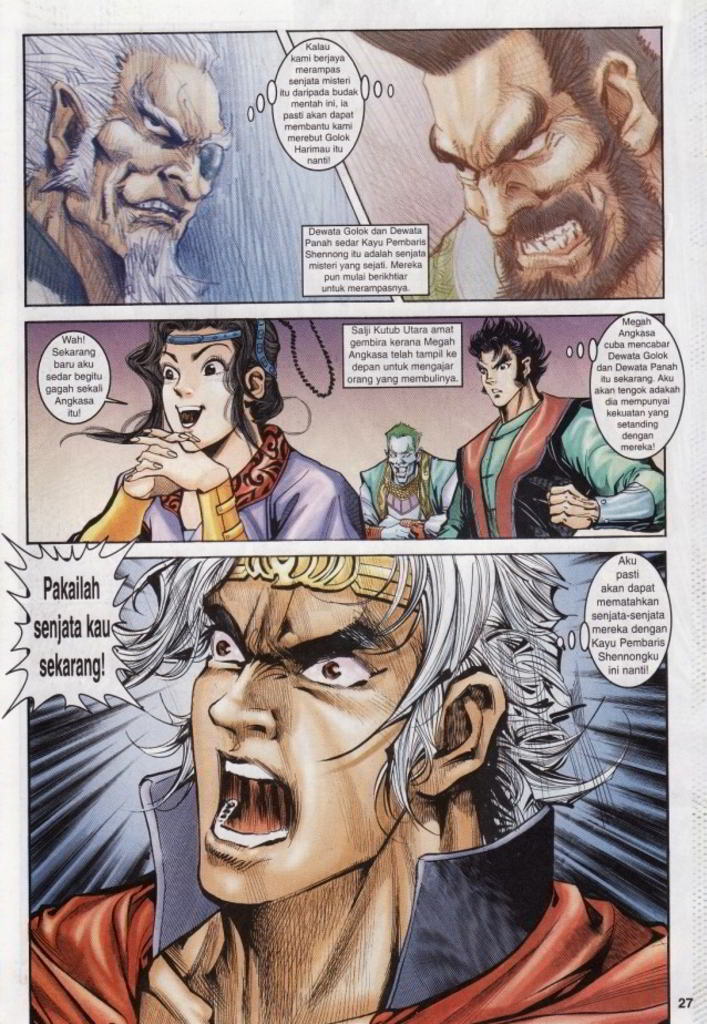 Kalau
kami berjaya
merampas
senjata misteri
itu daripada budak
mentah ini, ia
pasti akan dapat
membantu kami
merebut Golok
Harimau itu
nanti!
Dewata Golok dan Dewata
Panah sedar Kayu Pembaris
Shennong itu adalah senjata
misteri yang sejati. Mereka
pun mulai berikhtiar
untuk merampasnya.
Wah!
Sekarang
baru aku
sedar begitu
gagah sekali
Angkasa
itu!
Salji Kutub Utara amat
gembira kerana Megah
Angkasa telah tampil ke
depan untuk mengajar
orang yang membulinya.
Megah
Angkasa
cuba mencabar
Dewata Golok
dan Dewata Panah
itu sekarang. Aku
akan tengok adakah
dia mempunyai
kekuatan yang
setanding
dengan
mereka!
Pakailah
senjata kau
sekarang!
Aku
pasti
akan dapat
mematahkan
senjata-senjata
mereka dengan
Kayu Pembaris
Shennongku
ini nanti!
27